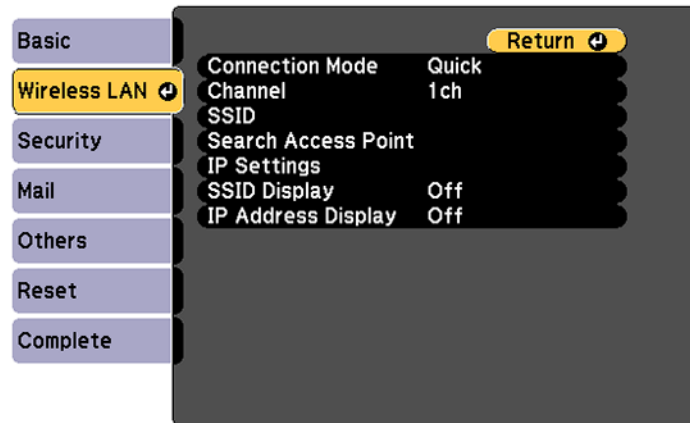 Basic
Wireless LAN
Security
Mail
Others
Reset
Complete
Return
Connection Mode Quick
Channel 1ch
SSID
Search Access Point
IP Settings
SSID Display Off
IP Address Display Off